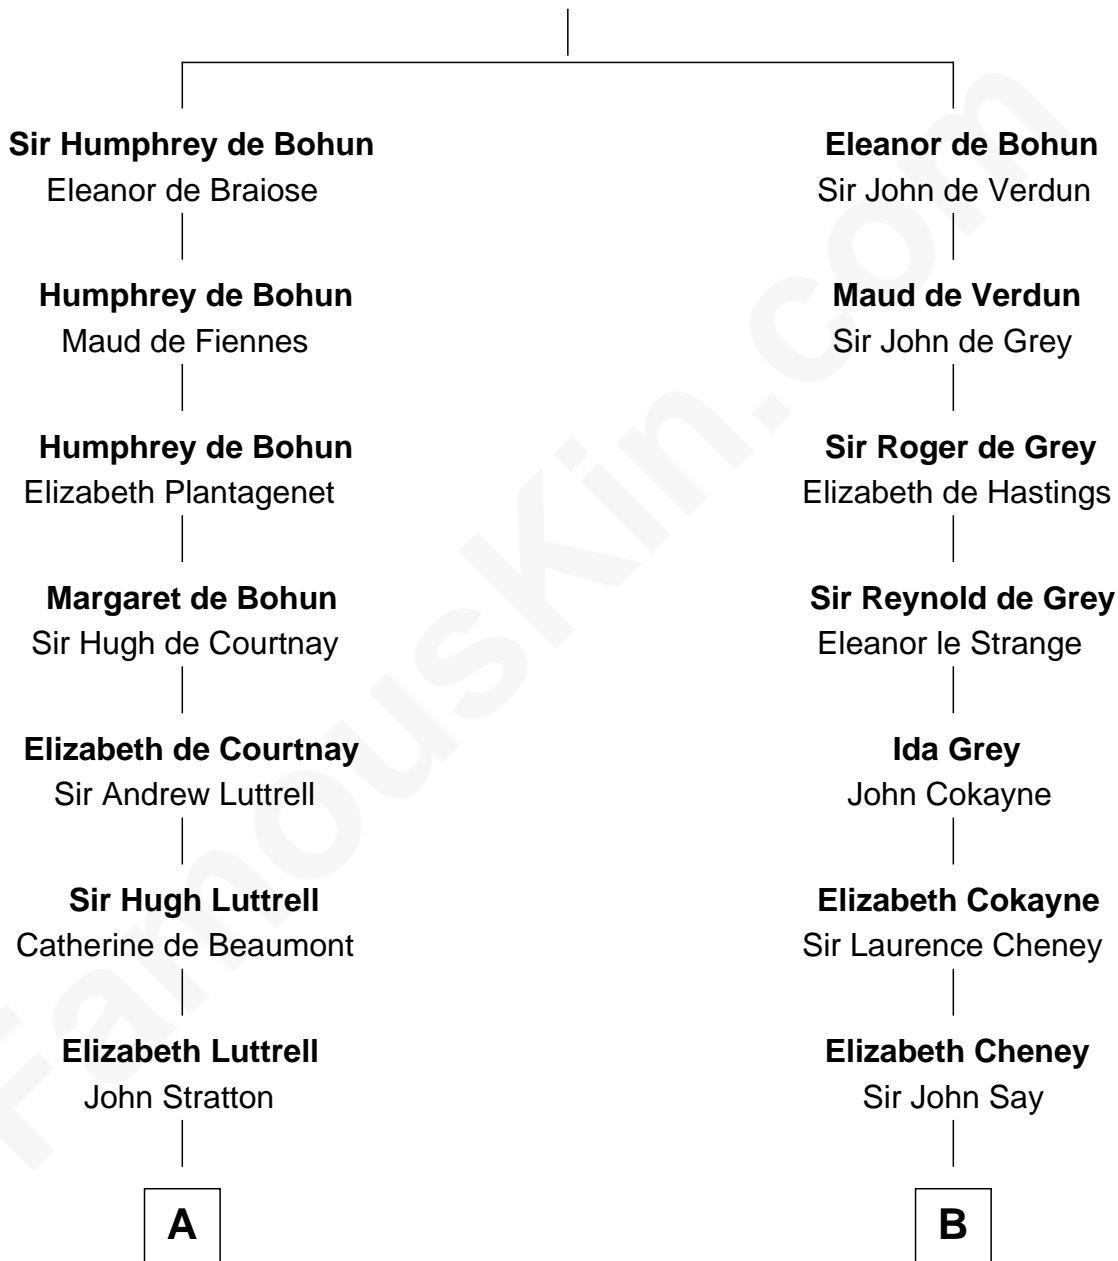 Sir Humphrey de Bohun
Eleanor de Braiose
Humphrey de Bohun
Maud de Fiennes
Humphrey de Bohun
Elizabeth Plantagenet
Margaret de Bohun
Sir Hugh de Courtnay
Elizabeth de Courtnay
Sir Andrew Luttrell
Sir Hugh Luttrell
Catherine de Beaumont
Elizabeth Luttrell
John Stratton
A
Eleanor de Bohun
Sir John de Verdun
Maud de Verdun
Sir John de Grey
Sir Roger de Grey
Elizabeth de Hastings
Sir Reynold de Grey
Eleanor le Strange
Ida Grey
John Cokayne
Elizabeth Cokayne
Sir Laurence Cheney
Elizabeth Cheney
Sir John Say
B
FamousKin.com